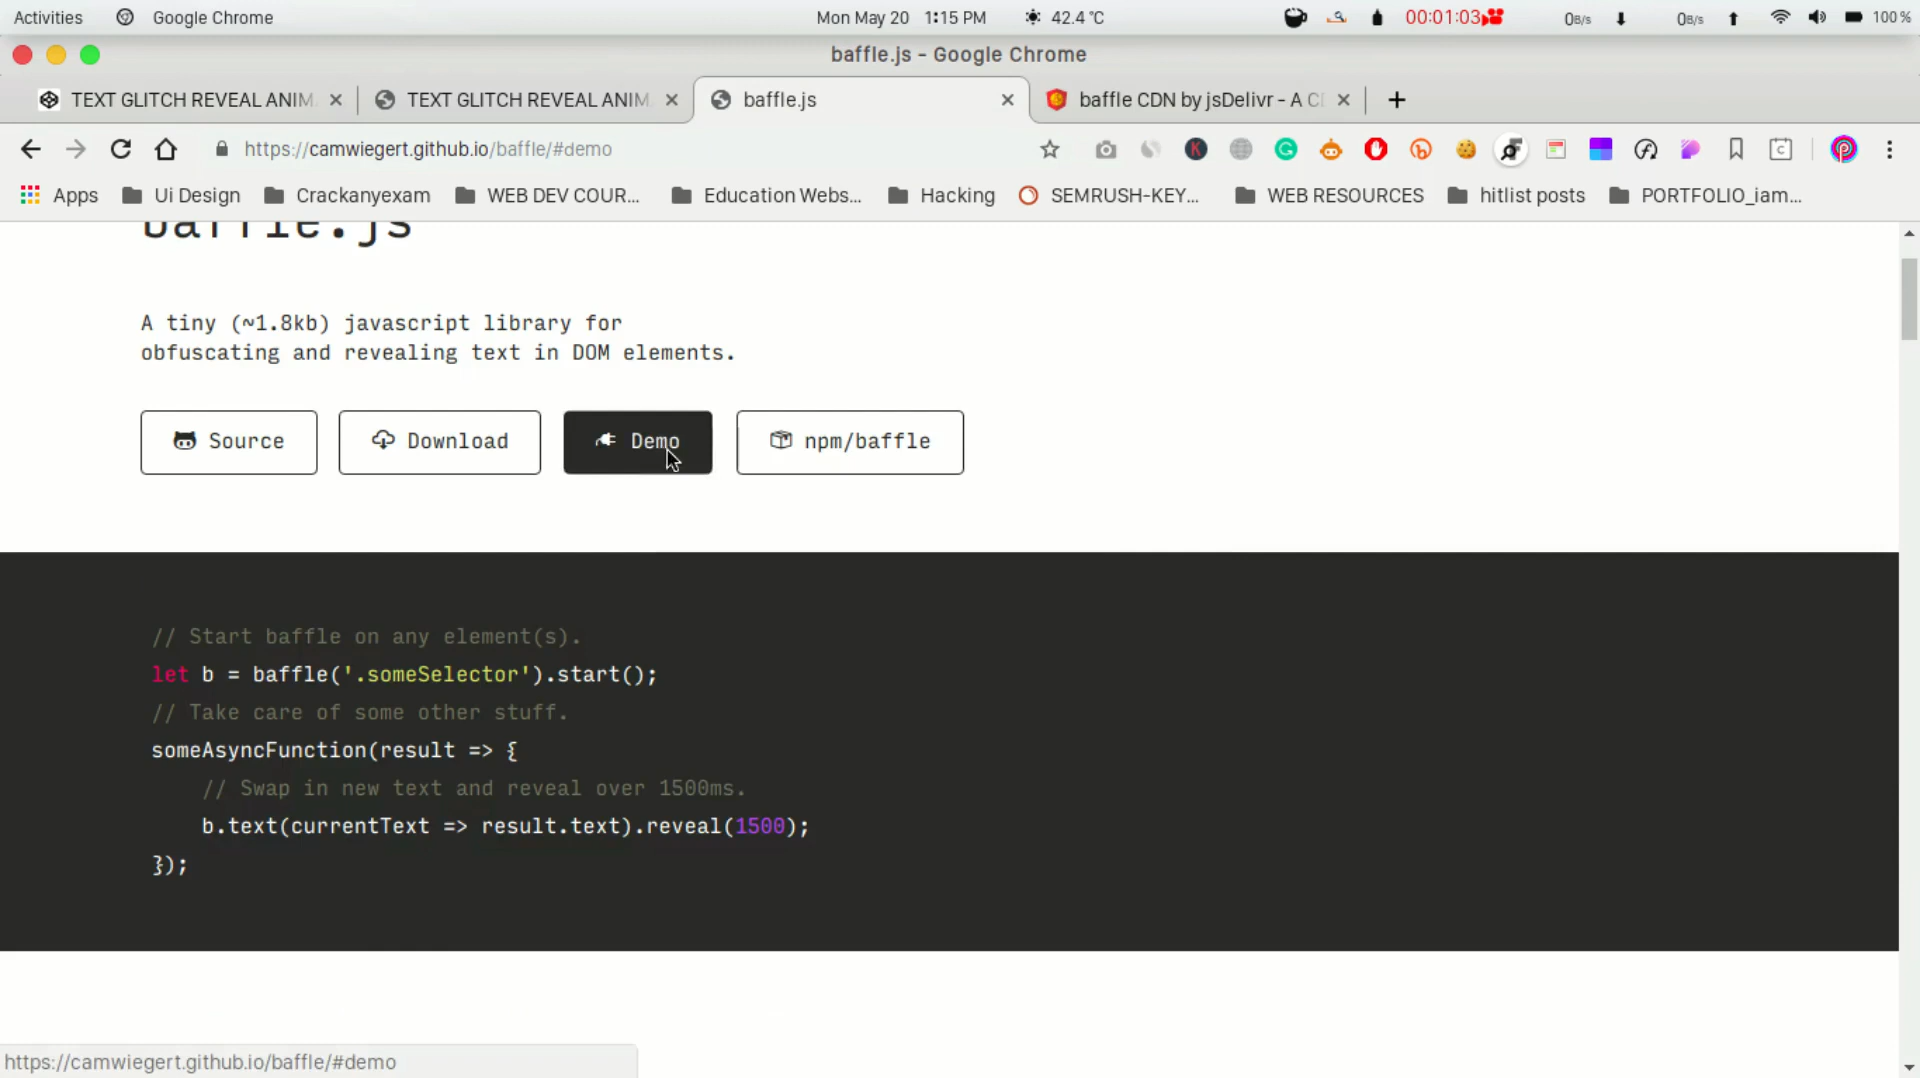 Activities Google Chrome Mon May 20 1:15 PM 42.4 °C 00:01:03 0B/s 0B/s 100 %
baffle.js - Google Chrome
TEXT GLITCH REVEAL ANIM TEXT GLITCH REVEAL ANIM baffle.js baffle CDN by jsDelivr - A C
https://camwiegert.github.io/baffle/#demo
Apps Ui Design Crackanyexam WEB DEV COUR... Education Webs... Hacking SEMRUSH-KEY... WEB RESOURCES hitlist posts PORTFOLIO_iam...
baffle.js
A tiny (~1.8kb) javascript library for
obfuscating and revealing text in DOM elements.
Source Download Demo npm/baffle
// Start baffle on any element(s).
let b = baffle('.someSelector').start();
// Take care of some other stuff.
someAsyncFunction(result => {
// Swap in new text and reveal over 1500ms.
b.text(currentText => result.text).reveal(1500);
});
https://camwiegert.github.io/baffle/#demo